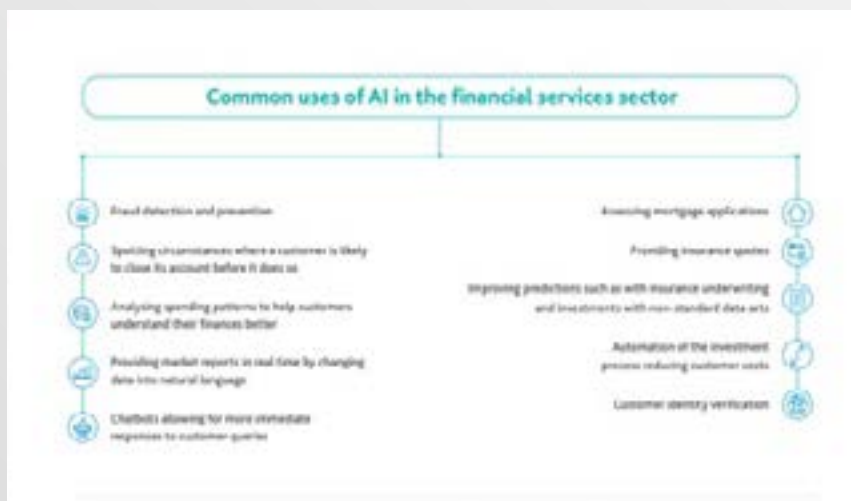 Common uses of AI in the financial services sector
Fraud detection and prevention
Spotting circumstances where a customer is likely
to close its account before it does so
Analysing spending patterns to help customers
understand their finances better
Providing market reports in real time by changing
data into natural language
Chatbots allowing for more immediate
responses to customer queries
Assessing mortgage applications
Providing insurance quotes
Improving predictions such as with insurance underwriting
and investments with non-standard data sets
Automation of the investment
process reducing customer costs
Customer identity verification